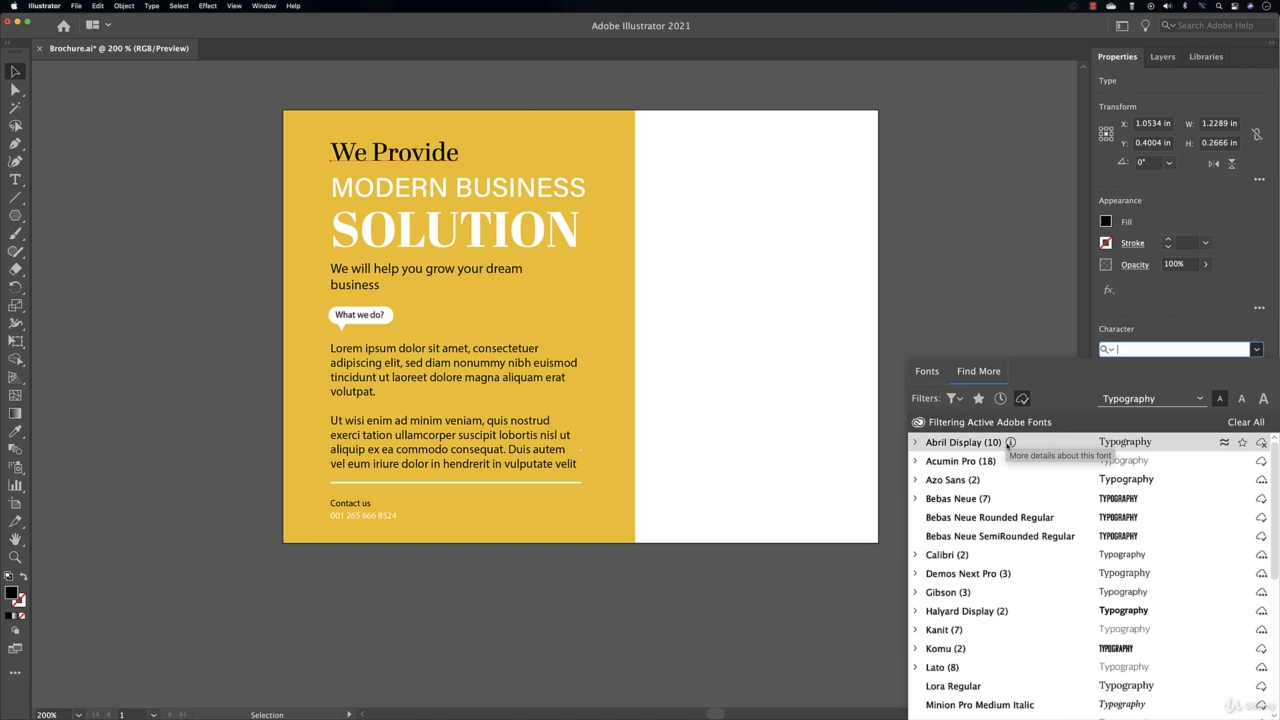 Illustrator File Edit Object Type Select Effect View Window Help
Adobe Illustrator 2021
Search Adobe Help
× Brochure.ai* @ 200 % (RGB/Preview)
Properties Layers Libraries
Type
Transform
X: 1.0534 in W: 1.2289 in
Y: 0.4004 in H: 0.2666 in
0°
Appearance
Fill
Stroke
Opacity 100%
fx.
Character
We Provide
MODERN BUSINESS
SOLUTION
We will help you grow your dream
business
What we do?
Lorem ipsum dolor sit amet, consectetuer
adipiscing elit, sed diam nonummy nibh euismod
tincidunt ut laoreet dolore magna aliquam erat
volutpat.
Ut wisi enim ad minim veniam, quis nostrud
exerci tation ullamcorper suscipit lobortis nisl ut
aliquip ex ea commodo consequat. Duis autem
vel eum iriure dolor in hendrerit in vulputate velit
Contact us
001 265 666 8524
Fonts Find More
Filters: Typography A A A
Filtering Active Adobe Fonts Clear All
Abril Display (10) Typography
More details about this font
Acumin Pro (18) Typography
Azo Sans (2) Typography
Bebas Neue (7) TYPOGRAPHY
Bebas Neue Rounded Regular TYPOGRAPHY
Bebas Neue SemiRounded Regular TYPOGRAPHY
Calibri (2) Typography
Demos Next Pro (3) Typography
Gibson (3) Typography
Halyard Display (2) Typography
Kanit (7) Typography
Komu (2) TYPOGRAPHY
Lato (8) Typography
Lora Regular Typography
Minion Pro Medium Italic Typography
200% 1 Selection
Udemy